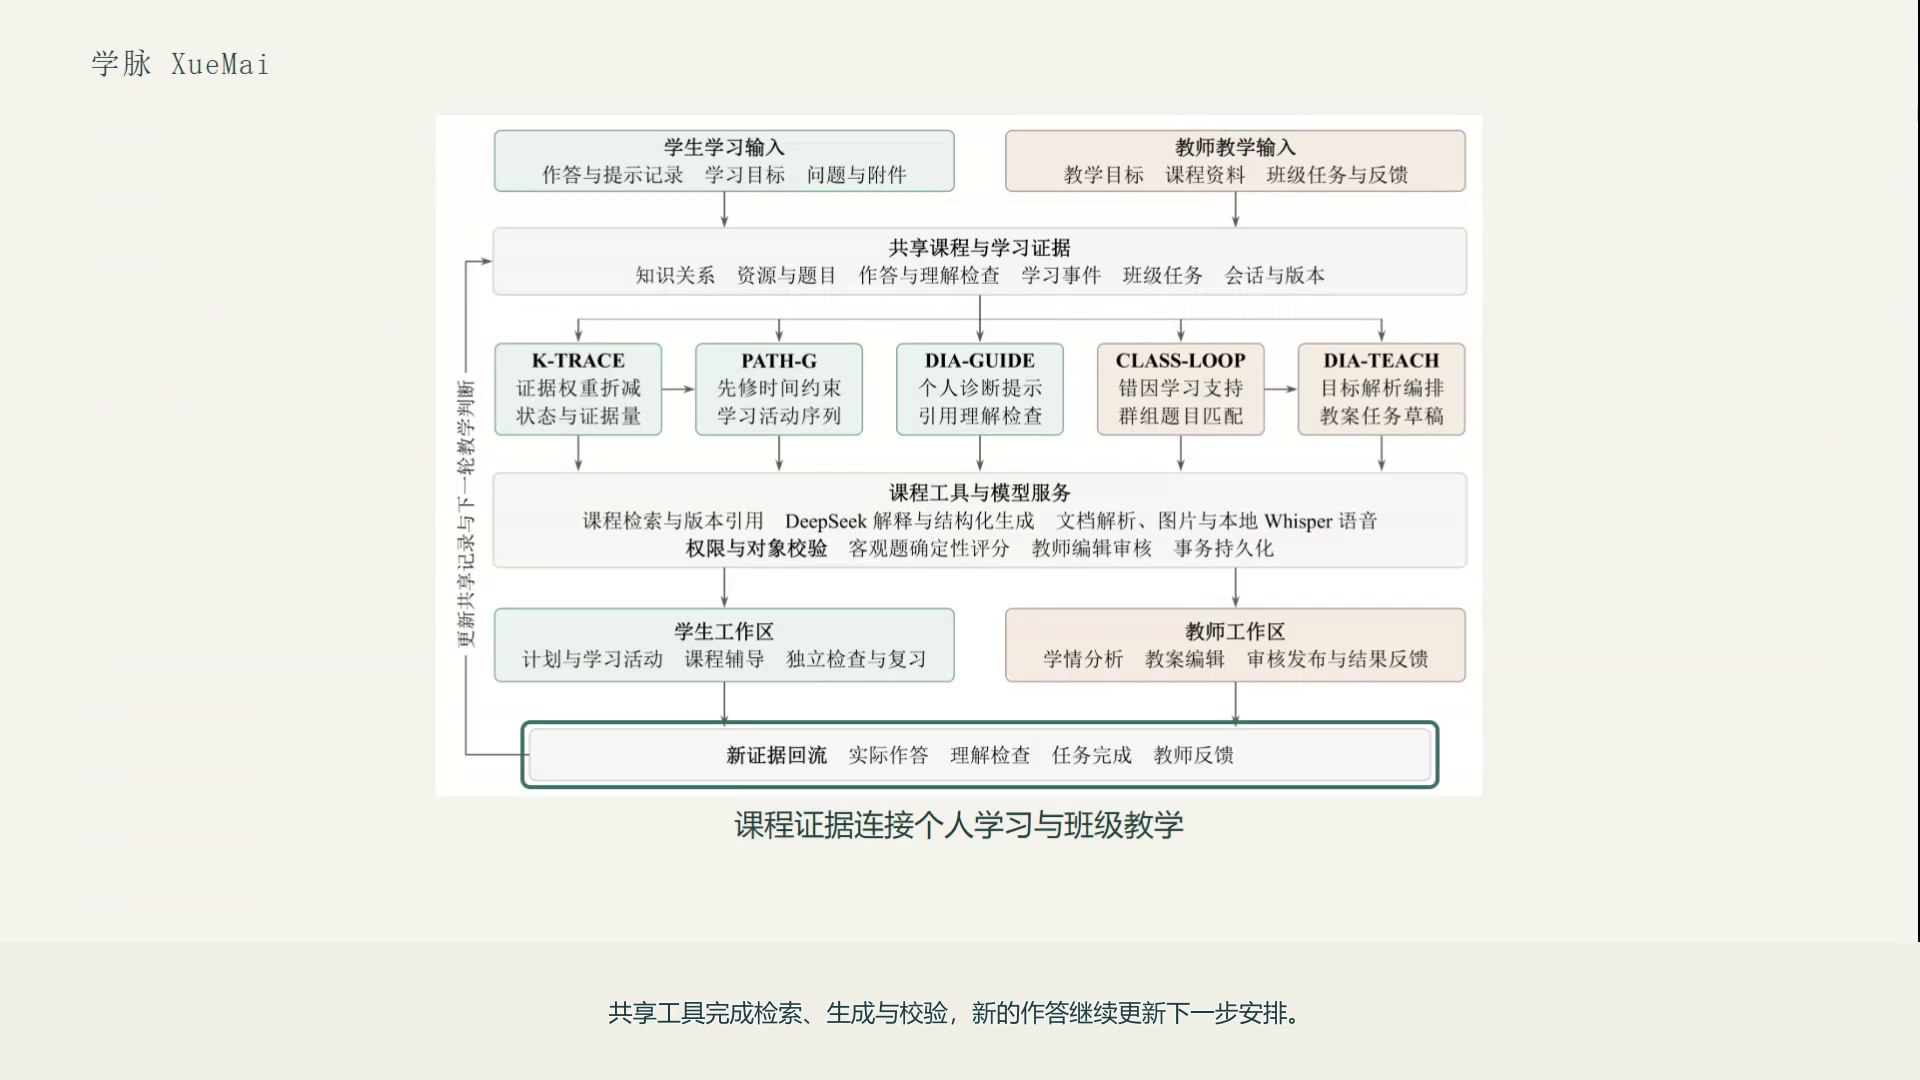 学脉 XueMai
学生学习输入
作答与提示记录 学习目标 问题与附件
教师教学输入
教学目标 课程资料 班级任务与反馈
共享课程与学习证据
知识关系 资源与题目 作答与理解检查 学习事件 班级任务 会话与版本
K-TRACE
证据权重折减
状态与证据量
PATH-G
先修时间约束
学习活动序列
DIA-GUIDE
个人诊断提示
引用理解检查
CLASS-LOOP
错因学习支持
群组题目匹配
DIA-TEACH
目标解析编排
教案任务草稿
更新共享记录与下一轮教学判断
课程工具与模型服务
课程检索与版本引用 DeepSeek 解释与结构化生成 文档解析、图片与本地 Whisper 语音
权限与对象校验 客观题确定性评分 教师编辑审核 事务持久化
学生工作区
计划与学习活动 课程辅导 独立检查与复习
教师工作区
学情分析 教案编辑 审核发布与结果反馈
新证据回流 实际作答 理解检查 任务完成 教师反馈
课程证据连接个人学习与班级教学
共享工具完成检索、生成与校验，新的作答继续更新下一步安排。